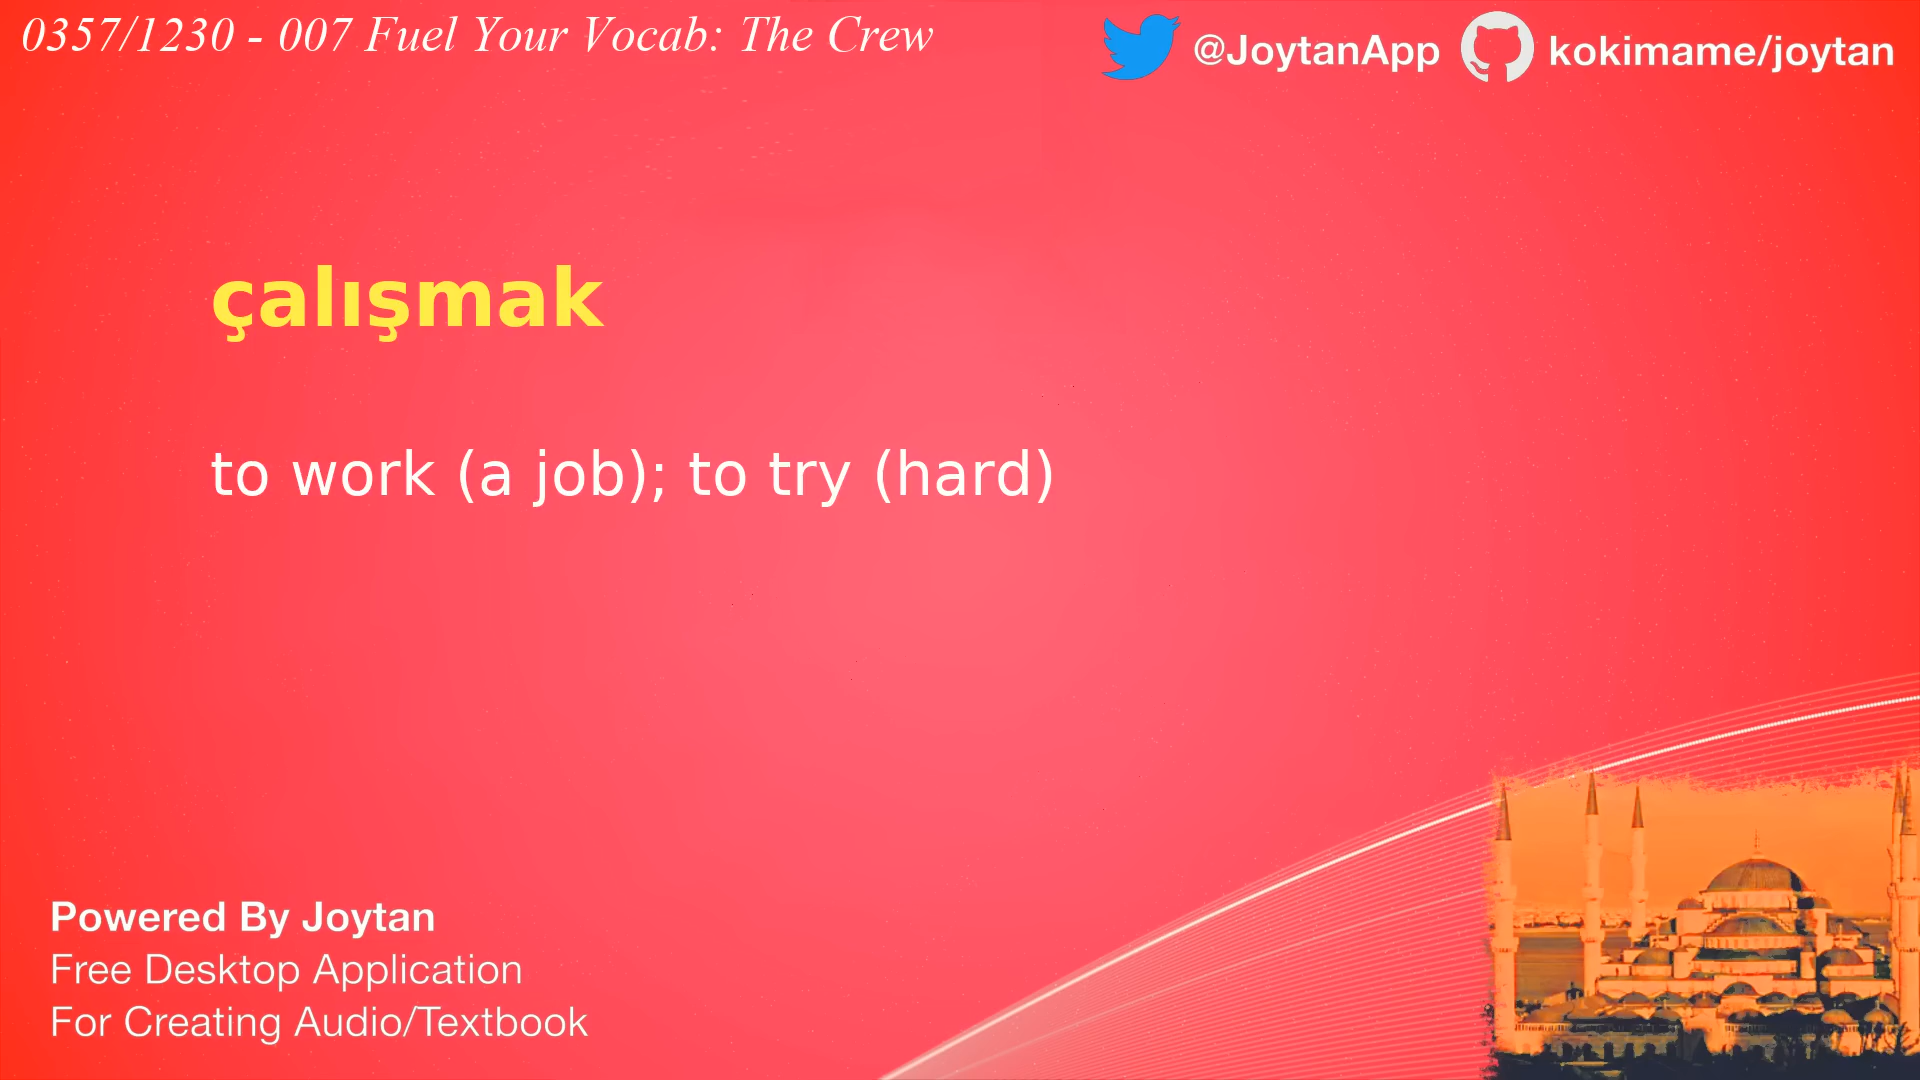 0357/1230 - 007 Fuel Your Vocab: The Crew
@JoytanApp
kokimame/joytan
çalışmak
to work (a job); to try (hard)
Powered By Joytan
Free Desktop Application
For Creating Audio/Textbook